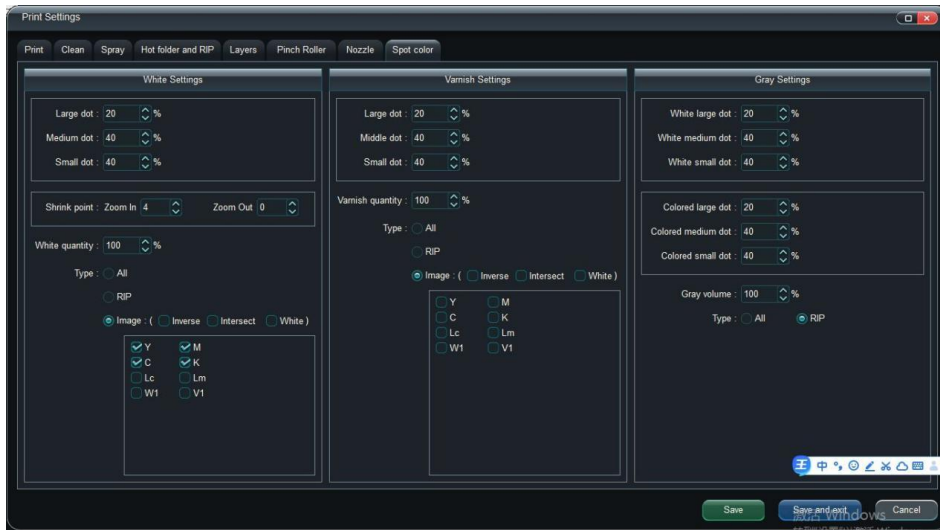 Print Settings
Print Clean Spray Hot folder and RIP Layers Pinch Roller Nozzle Spot color
White Settings
Large dot : 20 %
Medium dot : 40 %
Small dot : 40 %
Shrink point : Zoom In 4 Zoom Out 0
White quantity : 100 %
Type : All
RIP
Image : ( Inverse Intersect White )
Y M
C K
Lc Lm
W1 V1
Varnish Settings
Large dot : 20 %
Middle dot : 40 %
Small dot : 40 %
Varnish quantity : 100 %
Type : All
RIP
Image : ( Inverse Intersect White )
Y M
C K
Lc Lm
W1 V1
Gray Settings
White large dot : 20 %
White medium dot : 40 %
White small dot : 40 %
Colored large dot : 20 %
Colored medium dot : 40 %
Colored small dot : 40 %
Gray volume : 100 %
Type : All RIP
王 中
Save Save and exit Cancel
激活 Windows